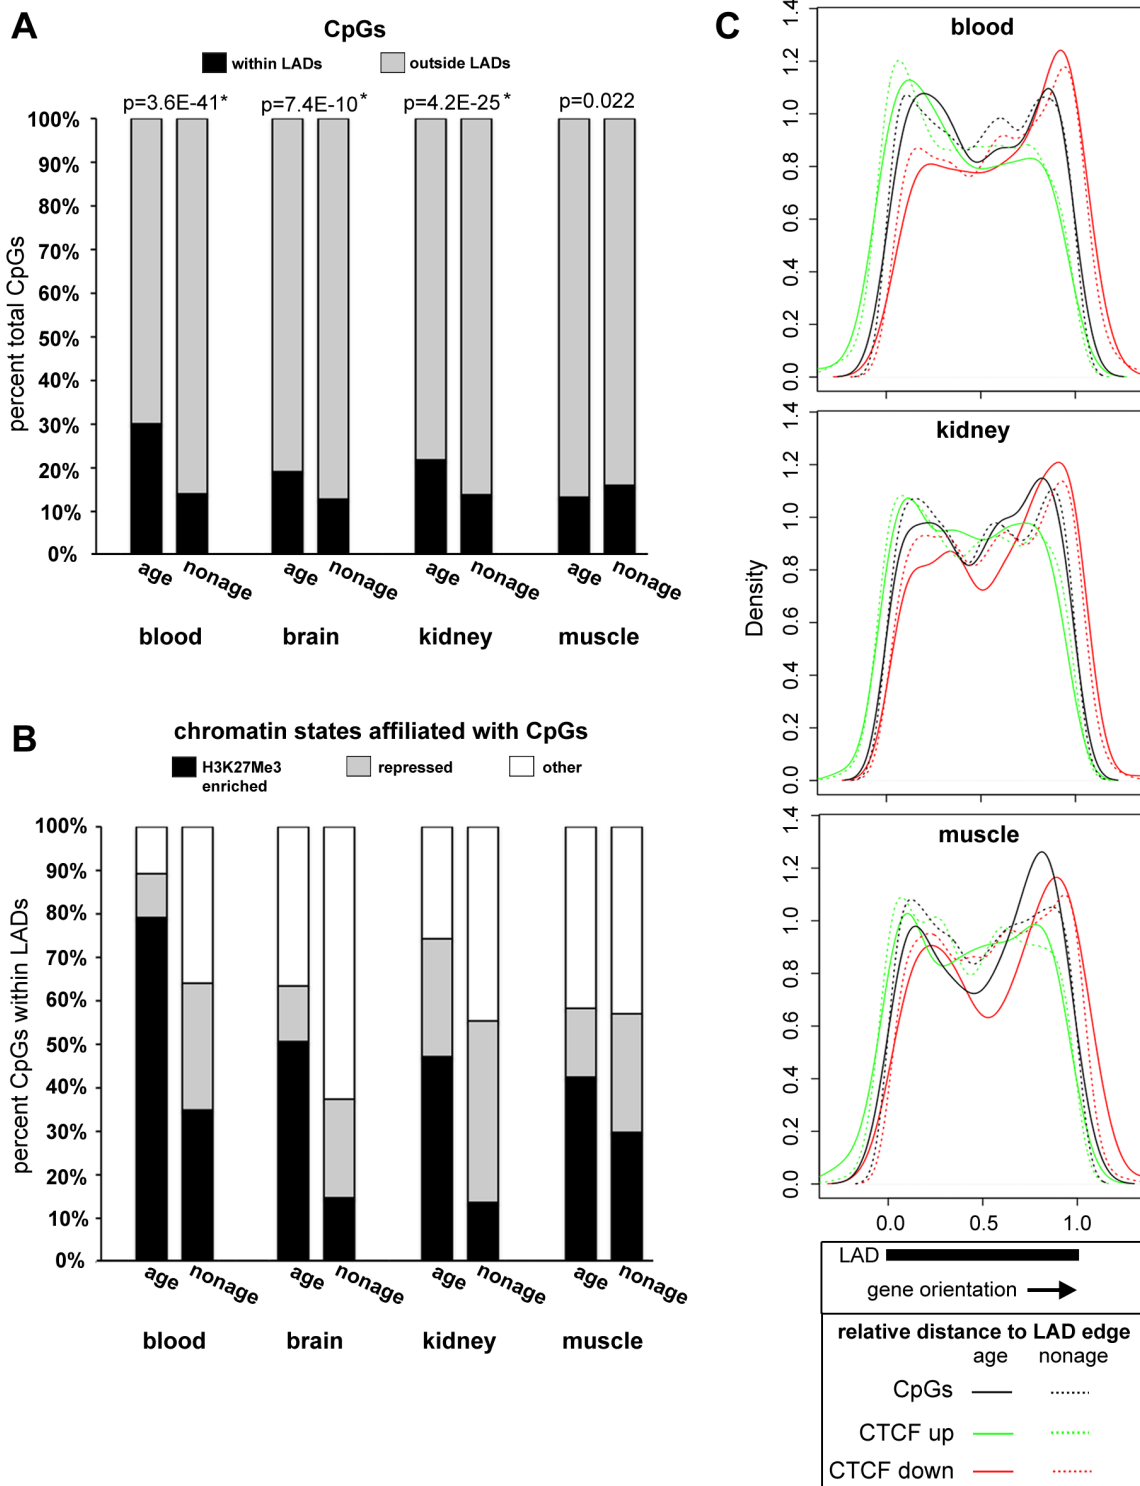 A
CpGs
within LADs
outside LADs
p=3.6E-41*
p=7.4E-10*
p=4.2E-25*
p=0.022
percent total CpGs
100%
90%
80%
70%
60%
50%
40%
30%
20%
10%
0%
age
nonage
age
nonage
age
nonage
age
nonage
blood
brain
kidney
muscle
B
chromatin states affiliated with CpGs
H3K27Me3
enriched
repressed
other
percent CpGs within LADs
100%
90%
80%
70%
60%
50%
40%
30%
20%
10%
0%
age
nonage
age
nonage
age
nonage
age
nonage
blood
brain
kidney
muscle
C
blood
1.4
1.2
1.0
0.8
0.6
0.4
0.2
0.0
kidney
1.4
1.2
1.0
0.8
0.6
0.4
0.2
0.0
Density
muscle
1.4
1.2
1.0
0.8
0.6
0.4
0.2
0.0
0.0 0.5 1.0
LAD
gene orientation
relative distance to LAD edge
age nonage
CpGs
CTCF up
CTCF down